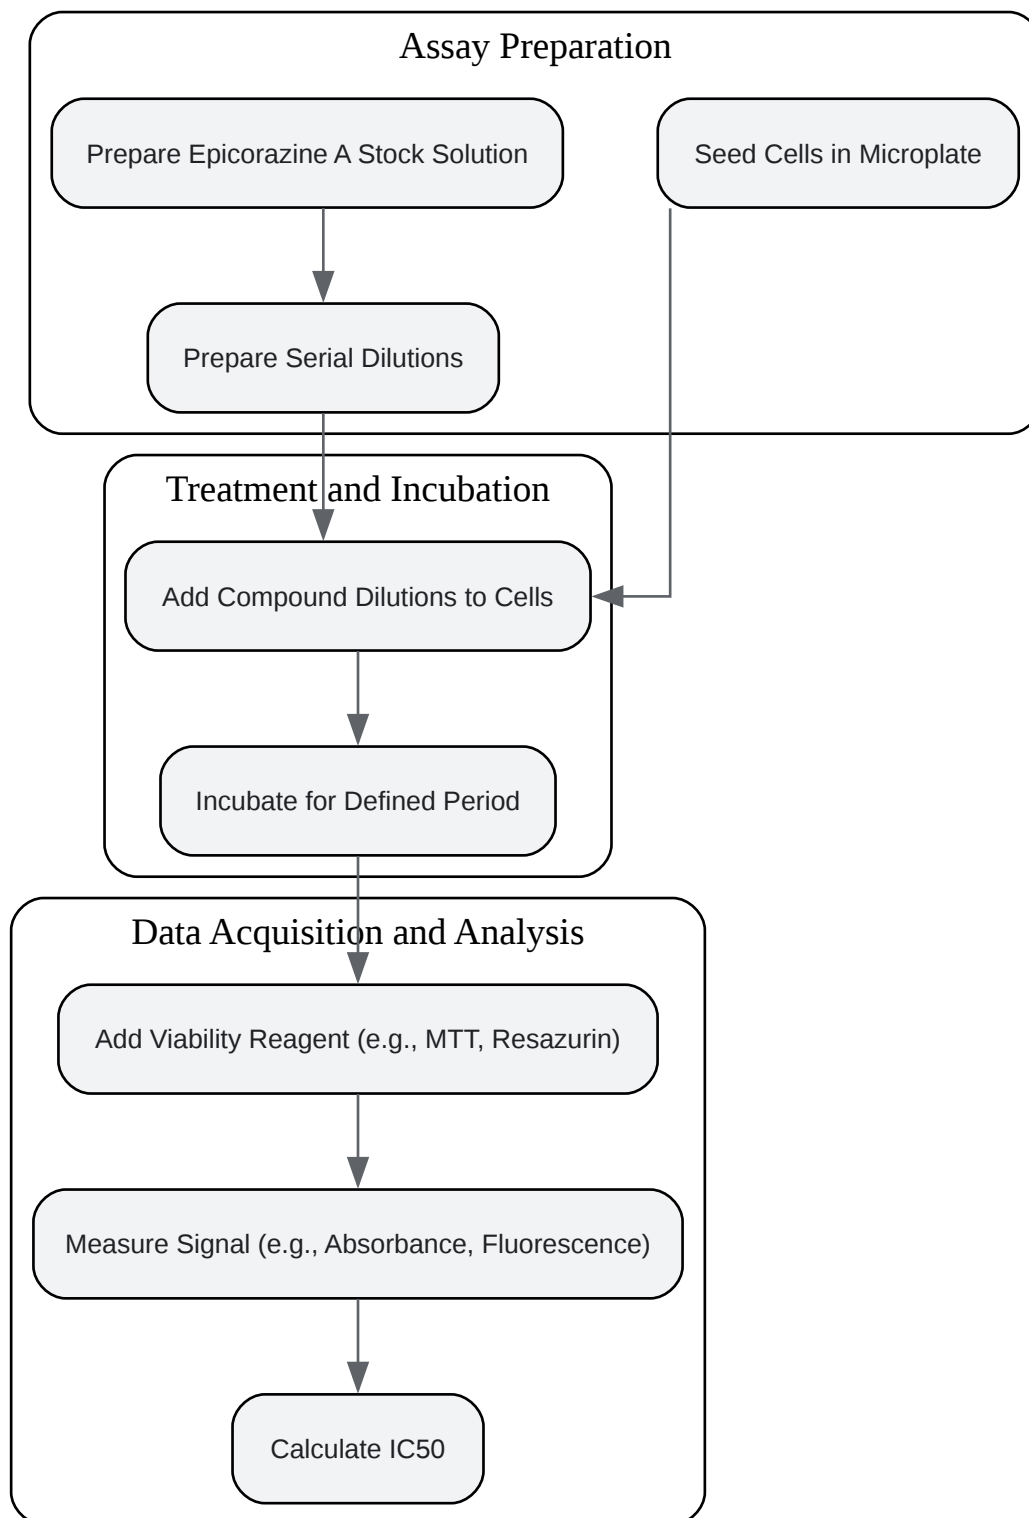 Assay Preparation
Prepare Epicorazine A Stock Solution
Seed Cells in Microplate
Prepare Serial Dilutions
Treatment and Incubation
Add Compound Dilutions to Cells
Incubate for Defined Period
Data Acquisition and Analysis
Add Viability Reagent (e.g., MTT, Resazurin)
Measure Signal (e.g., Absorbance, Fluorescence)
Calculate IC50